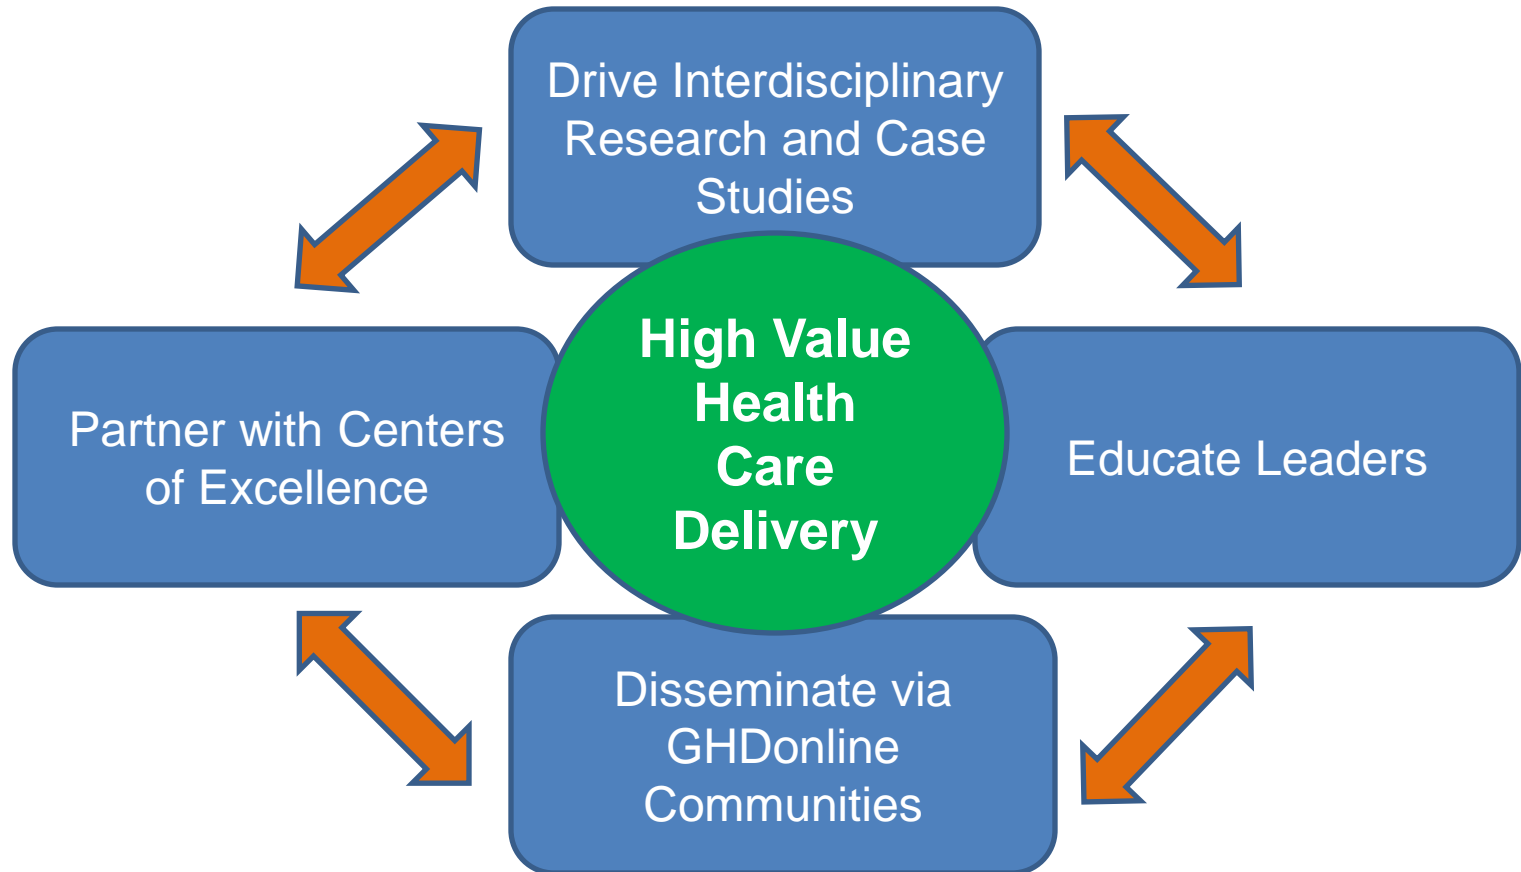 Drive Interdisciplinary
Research and Case
Studies
High Value
Health
Care
Delivery
Partner with Centers
of Excellence
Educate Leaders
Disseminate via
GHDonline
Communities